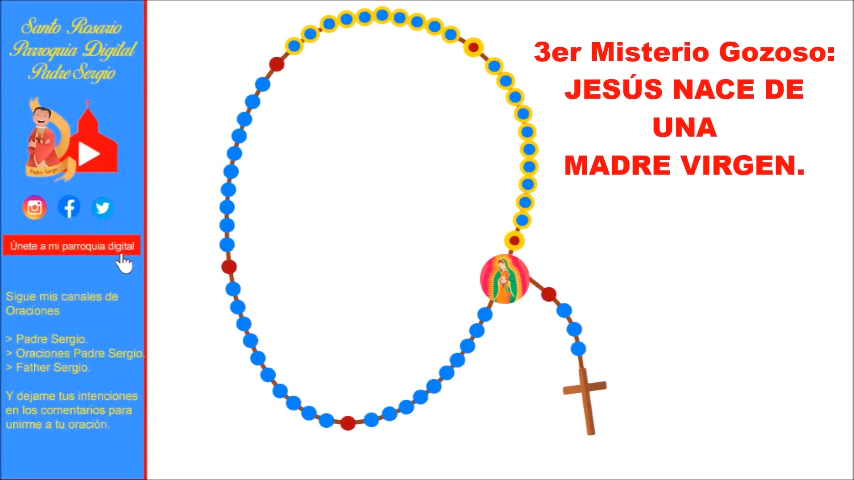 Santo Rosario
Parroquia Digital
Padre Sergio
Padre Sergio
Únete a mi parroquia digital
Sigue mis canales de
Oraciones
> Padre Sergio.
> Oraciones Padre Sergio.
> Father Sergio.
Y dejame tus intenciones
en los comentarios para
unirme a tu oración.
3er Misterio Gozoso:
JESÚS NACE DE
UNA
MADRE VIRGEN.